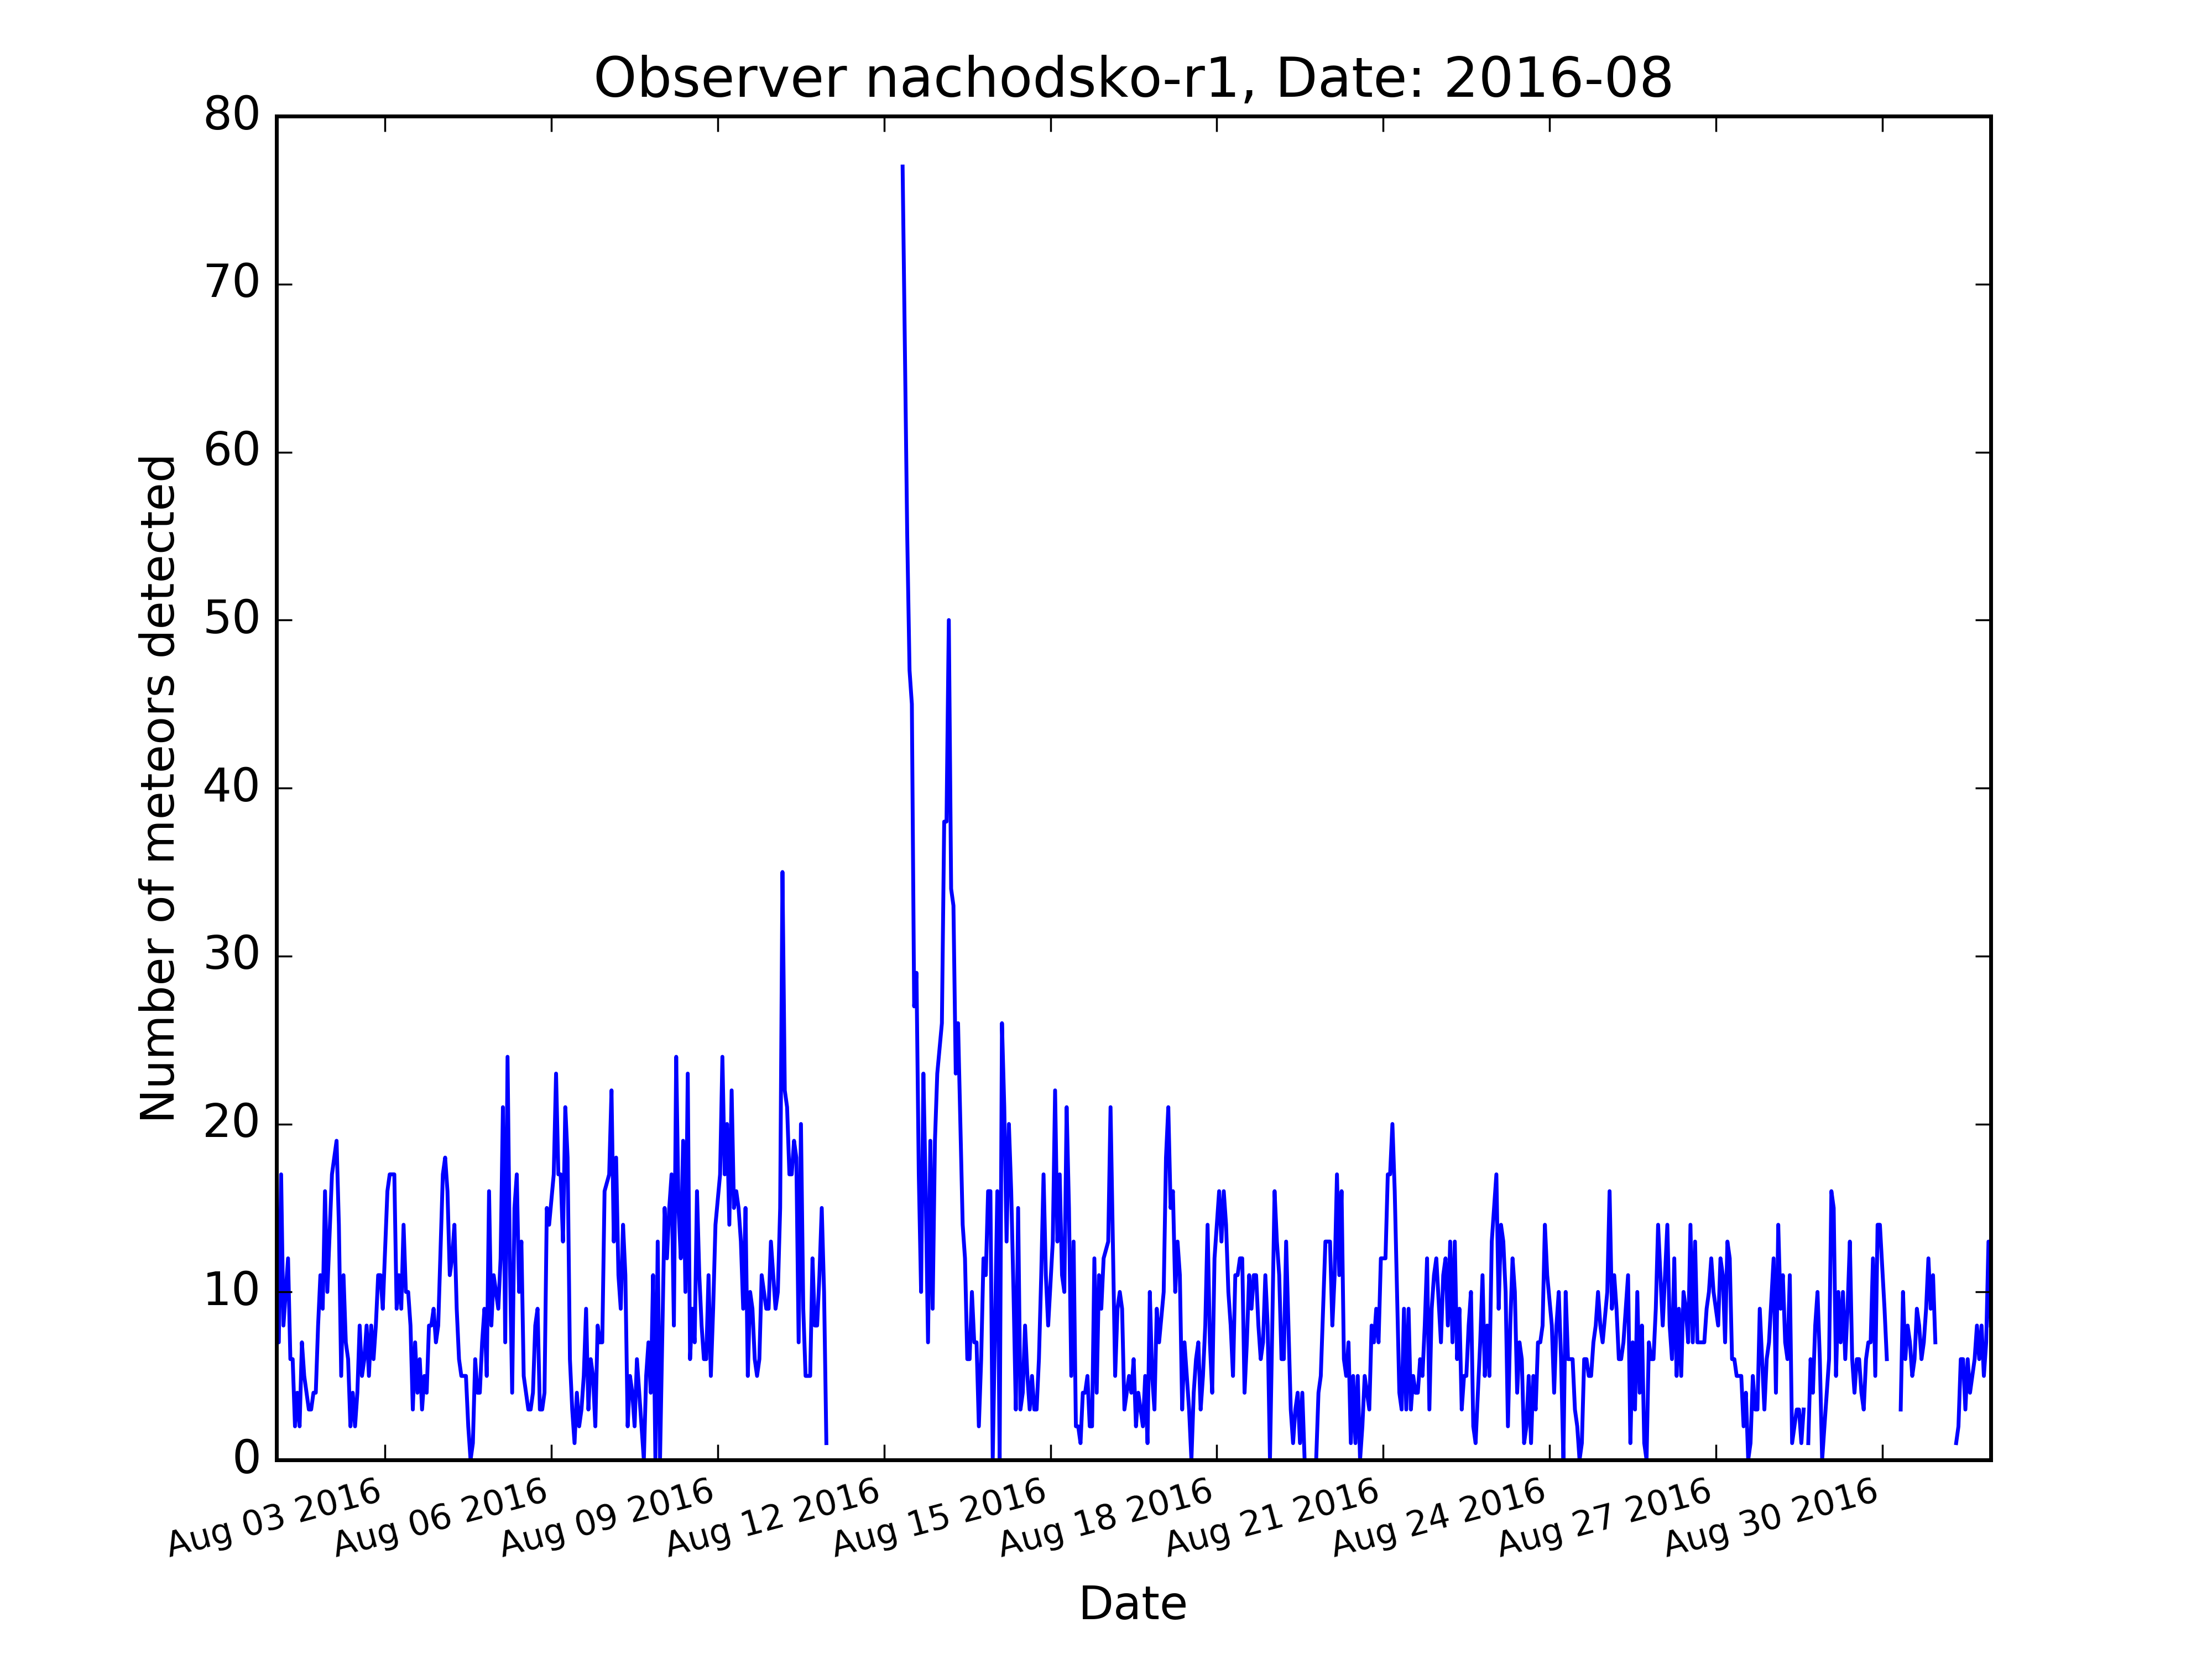 Observer nachodsko-r1, Date: 2016-08
80
70
60
50
40
30
20
10
0
Number of meteors detected
Aug 03 2016
Aug 06 2016
Aug 09 2016
Aug 12 2016
Aug 15 2016
Aug 18 2016
Aug 21 2016
Aug 24 2016
Aug 27 2016
Aug 30 2016
Date